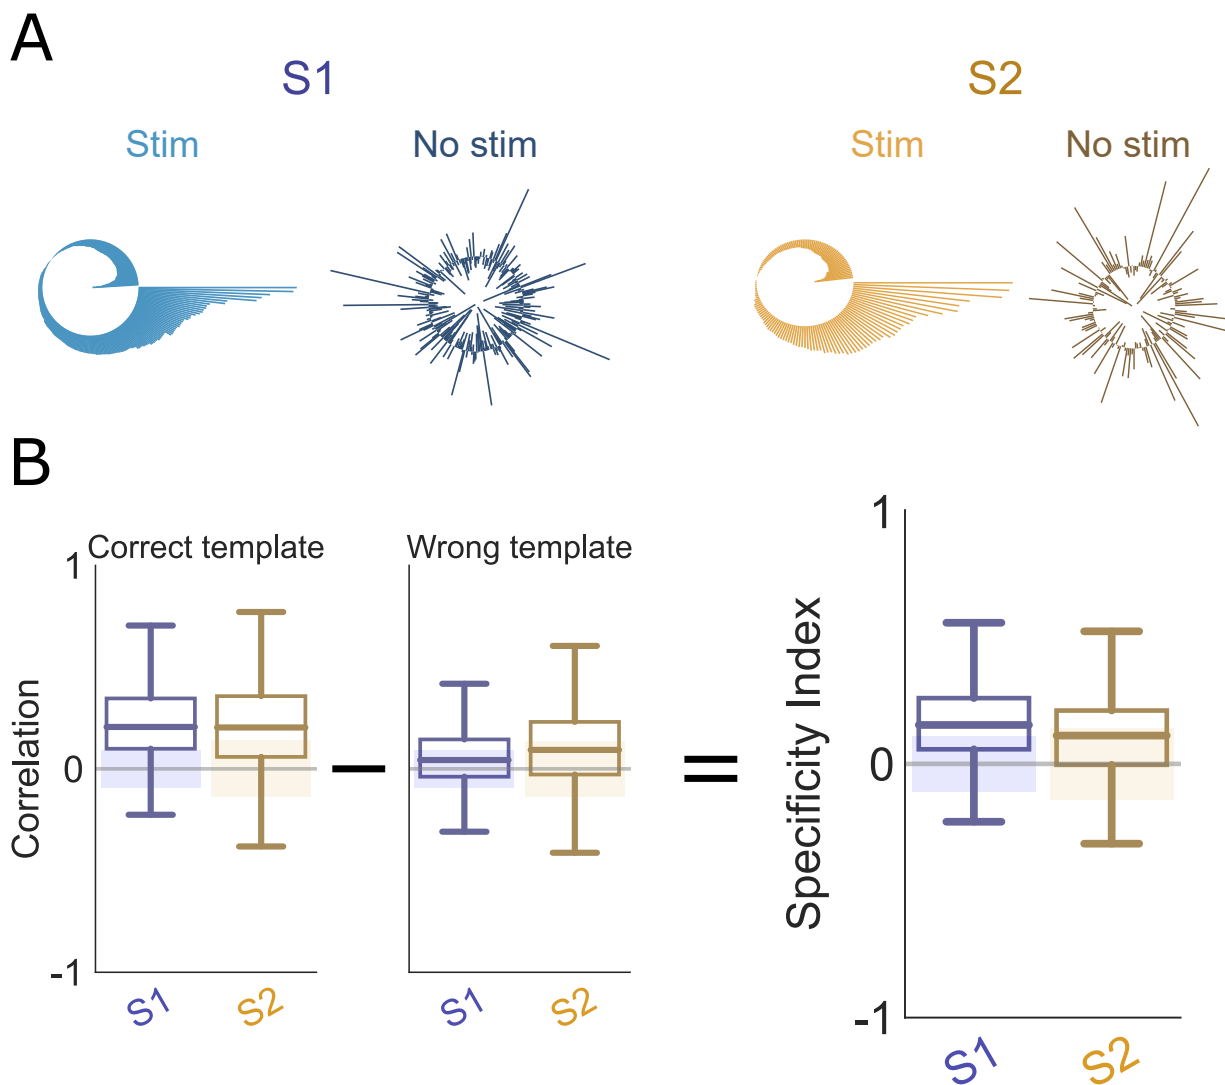 A
S1
S2
Stim
No stim
Stim
No stim
B
Correct template
Wrong template
1
0
-1
Correlation
S1
S2
S1
S2
Specificity Index
1
0
-1
S1
S2